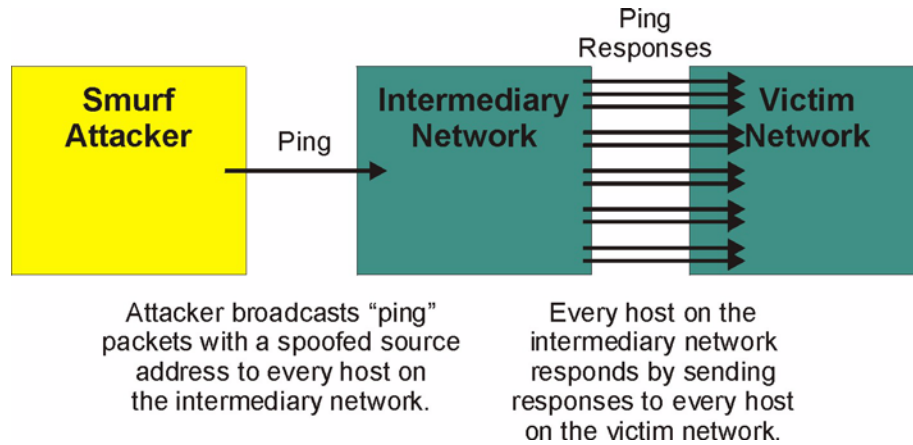 Ping
Responses
Smurf
Attacker
Ping
Intermediary
Network
Victim
Network
Attacker broadcasts “ping”
packets with a spoofed source
address to every host on
the intermediary network.
Every host on the
intermediary network
responds by sending
responses to every host
on the victim network.